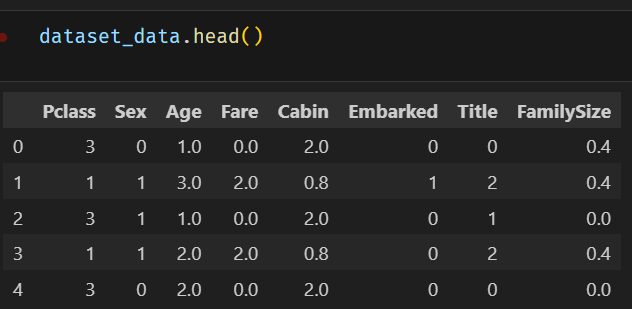 dataset_data.head()
Pclass Sex Age Fare Cabin Embarked Title FamilySize
0 3 0 1.0 0.0 2.0 0 0 0.4
1 1 1 3.0 2.0 0.8 1 2 0.4
2 3 1 1.0 0.0 2.0 0 1 0.0
3 1 1 2.0 2.0 0.8 0 2 0.4
4 3 0 2.0 0.0 2.0 0 0 0.0